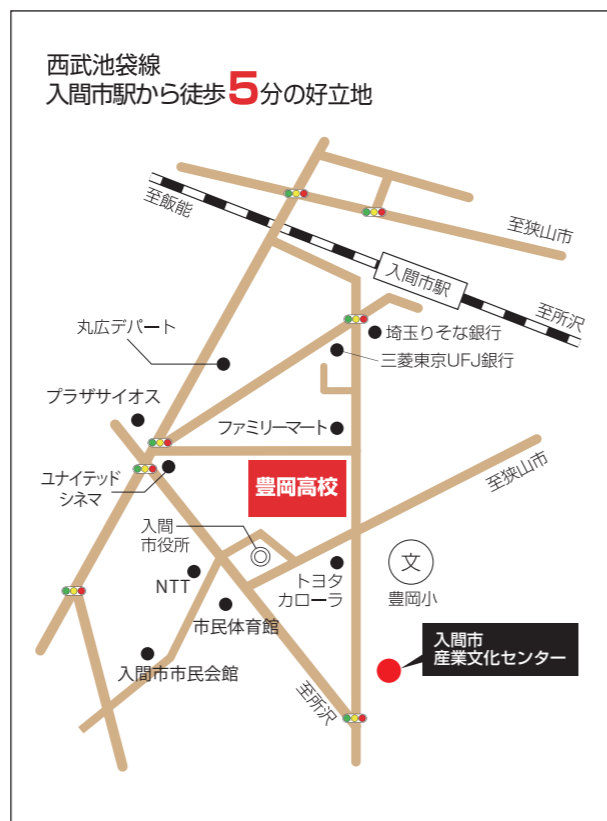 西武池袋線
入間市駅から徒歩5分の好立地
至飯能
至狭山市
入間市駅
至所沢
埼玉りそな銀行
三菱東京UFJ銀行
丸広デパート
プラザサイオス
ファミリーマート
ユナイテッド
シネマ
豊岡高校
至狭山市
入間
市役所
文
豊岡小
NTT
トヨタ
カローラ
市民体育館
入間市
産業文化センター
入間市市民会館
至所沢